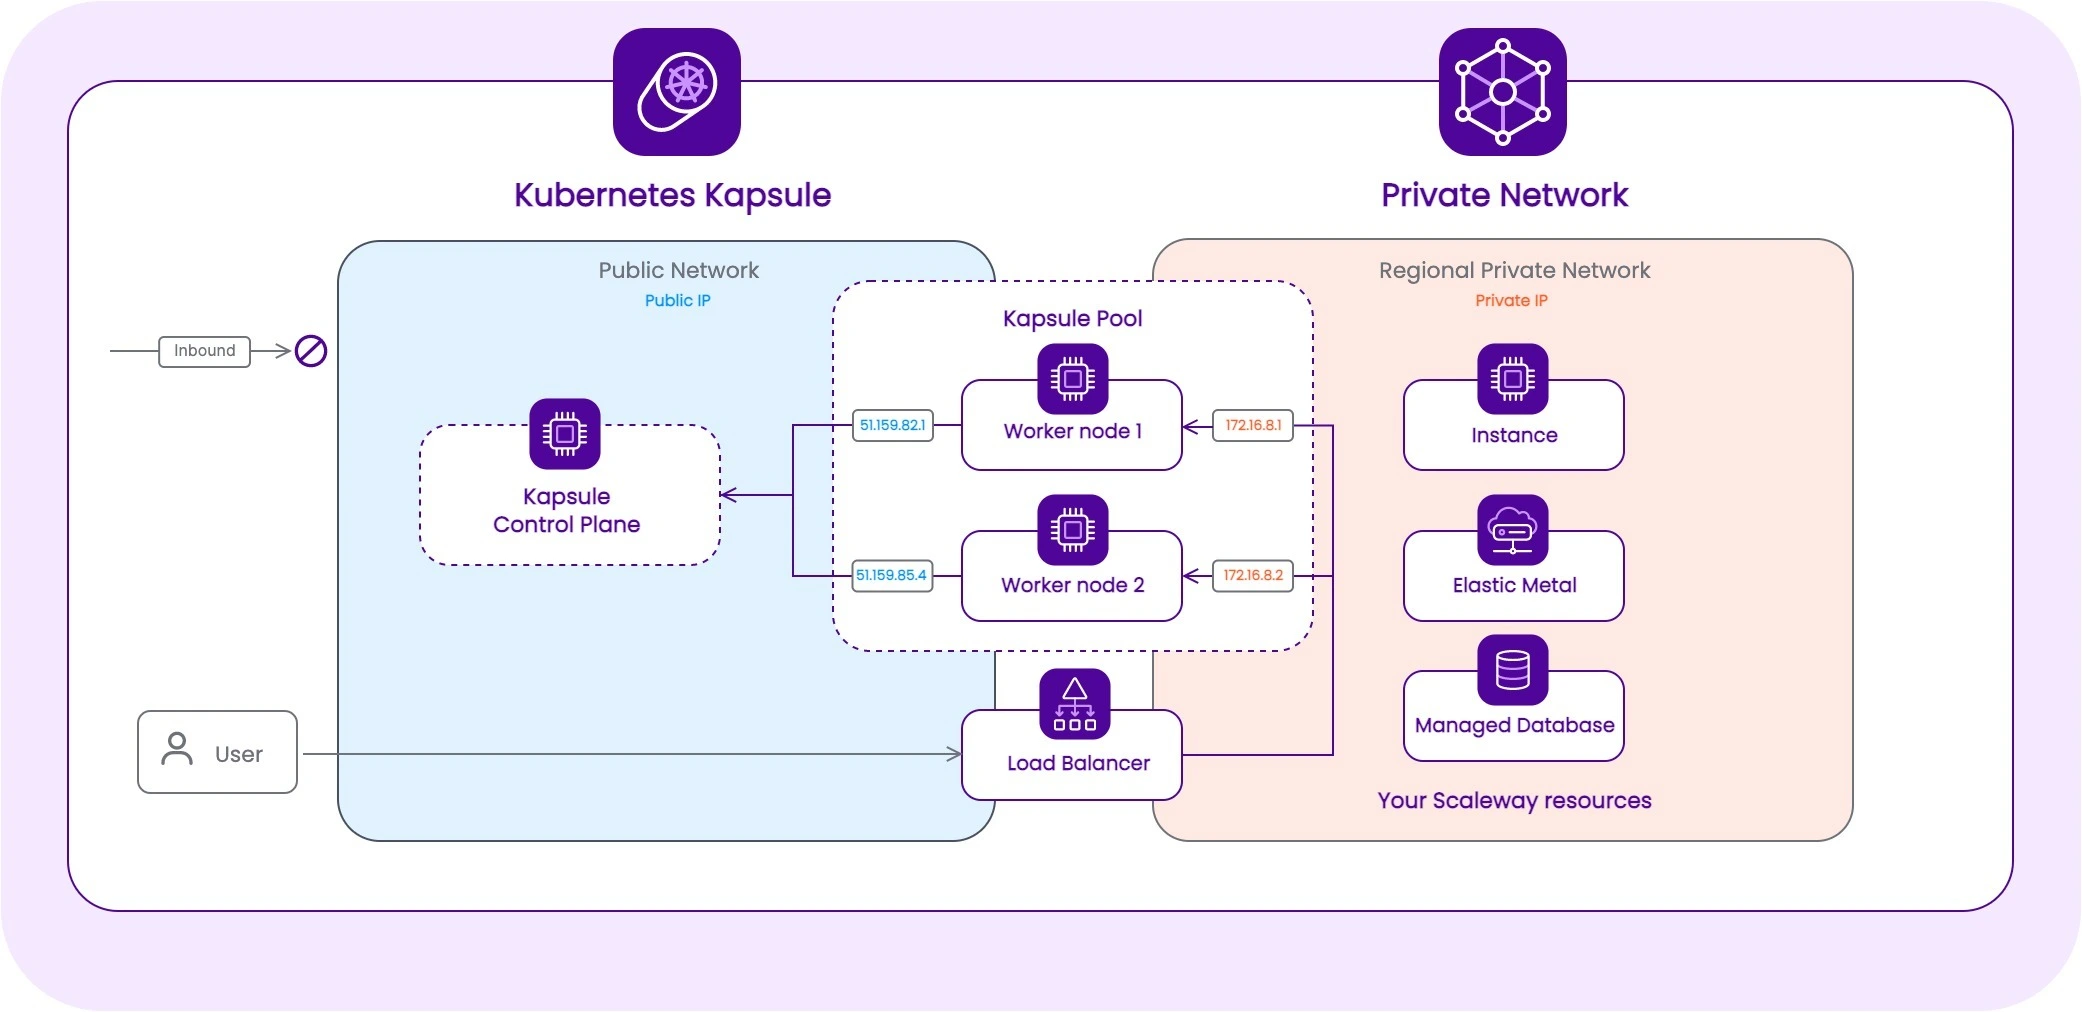 Kubernetes Kapsule
Private Network
Public Network
Public IP
Regional Private Network
Private IP
Kapsule Pool
Inbound
51.159.82.1
Worker node 1
172.16.8.1
Instance
Kapsule
Control Plane
51.159.85.4
Worker node 2
172.16.8.2
Elastic Metal
Managed Database
User
Load Balancer
Your Scaleway resources